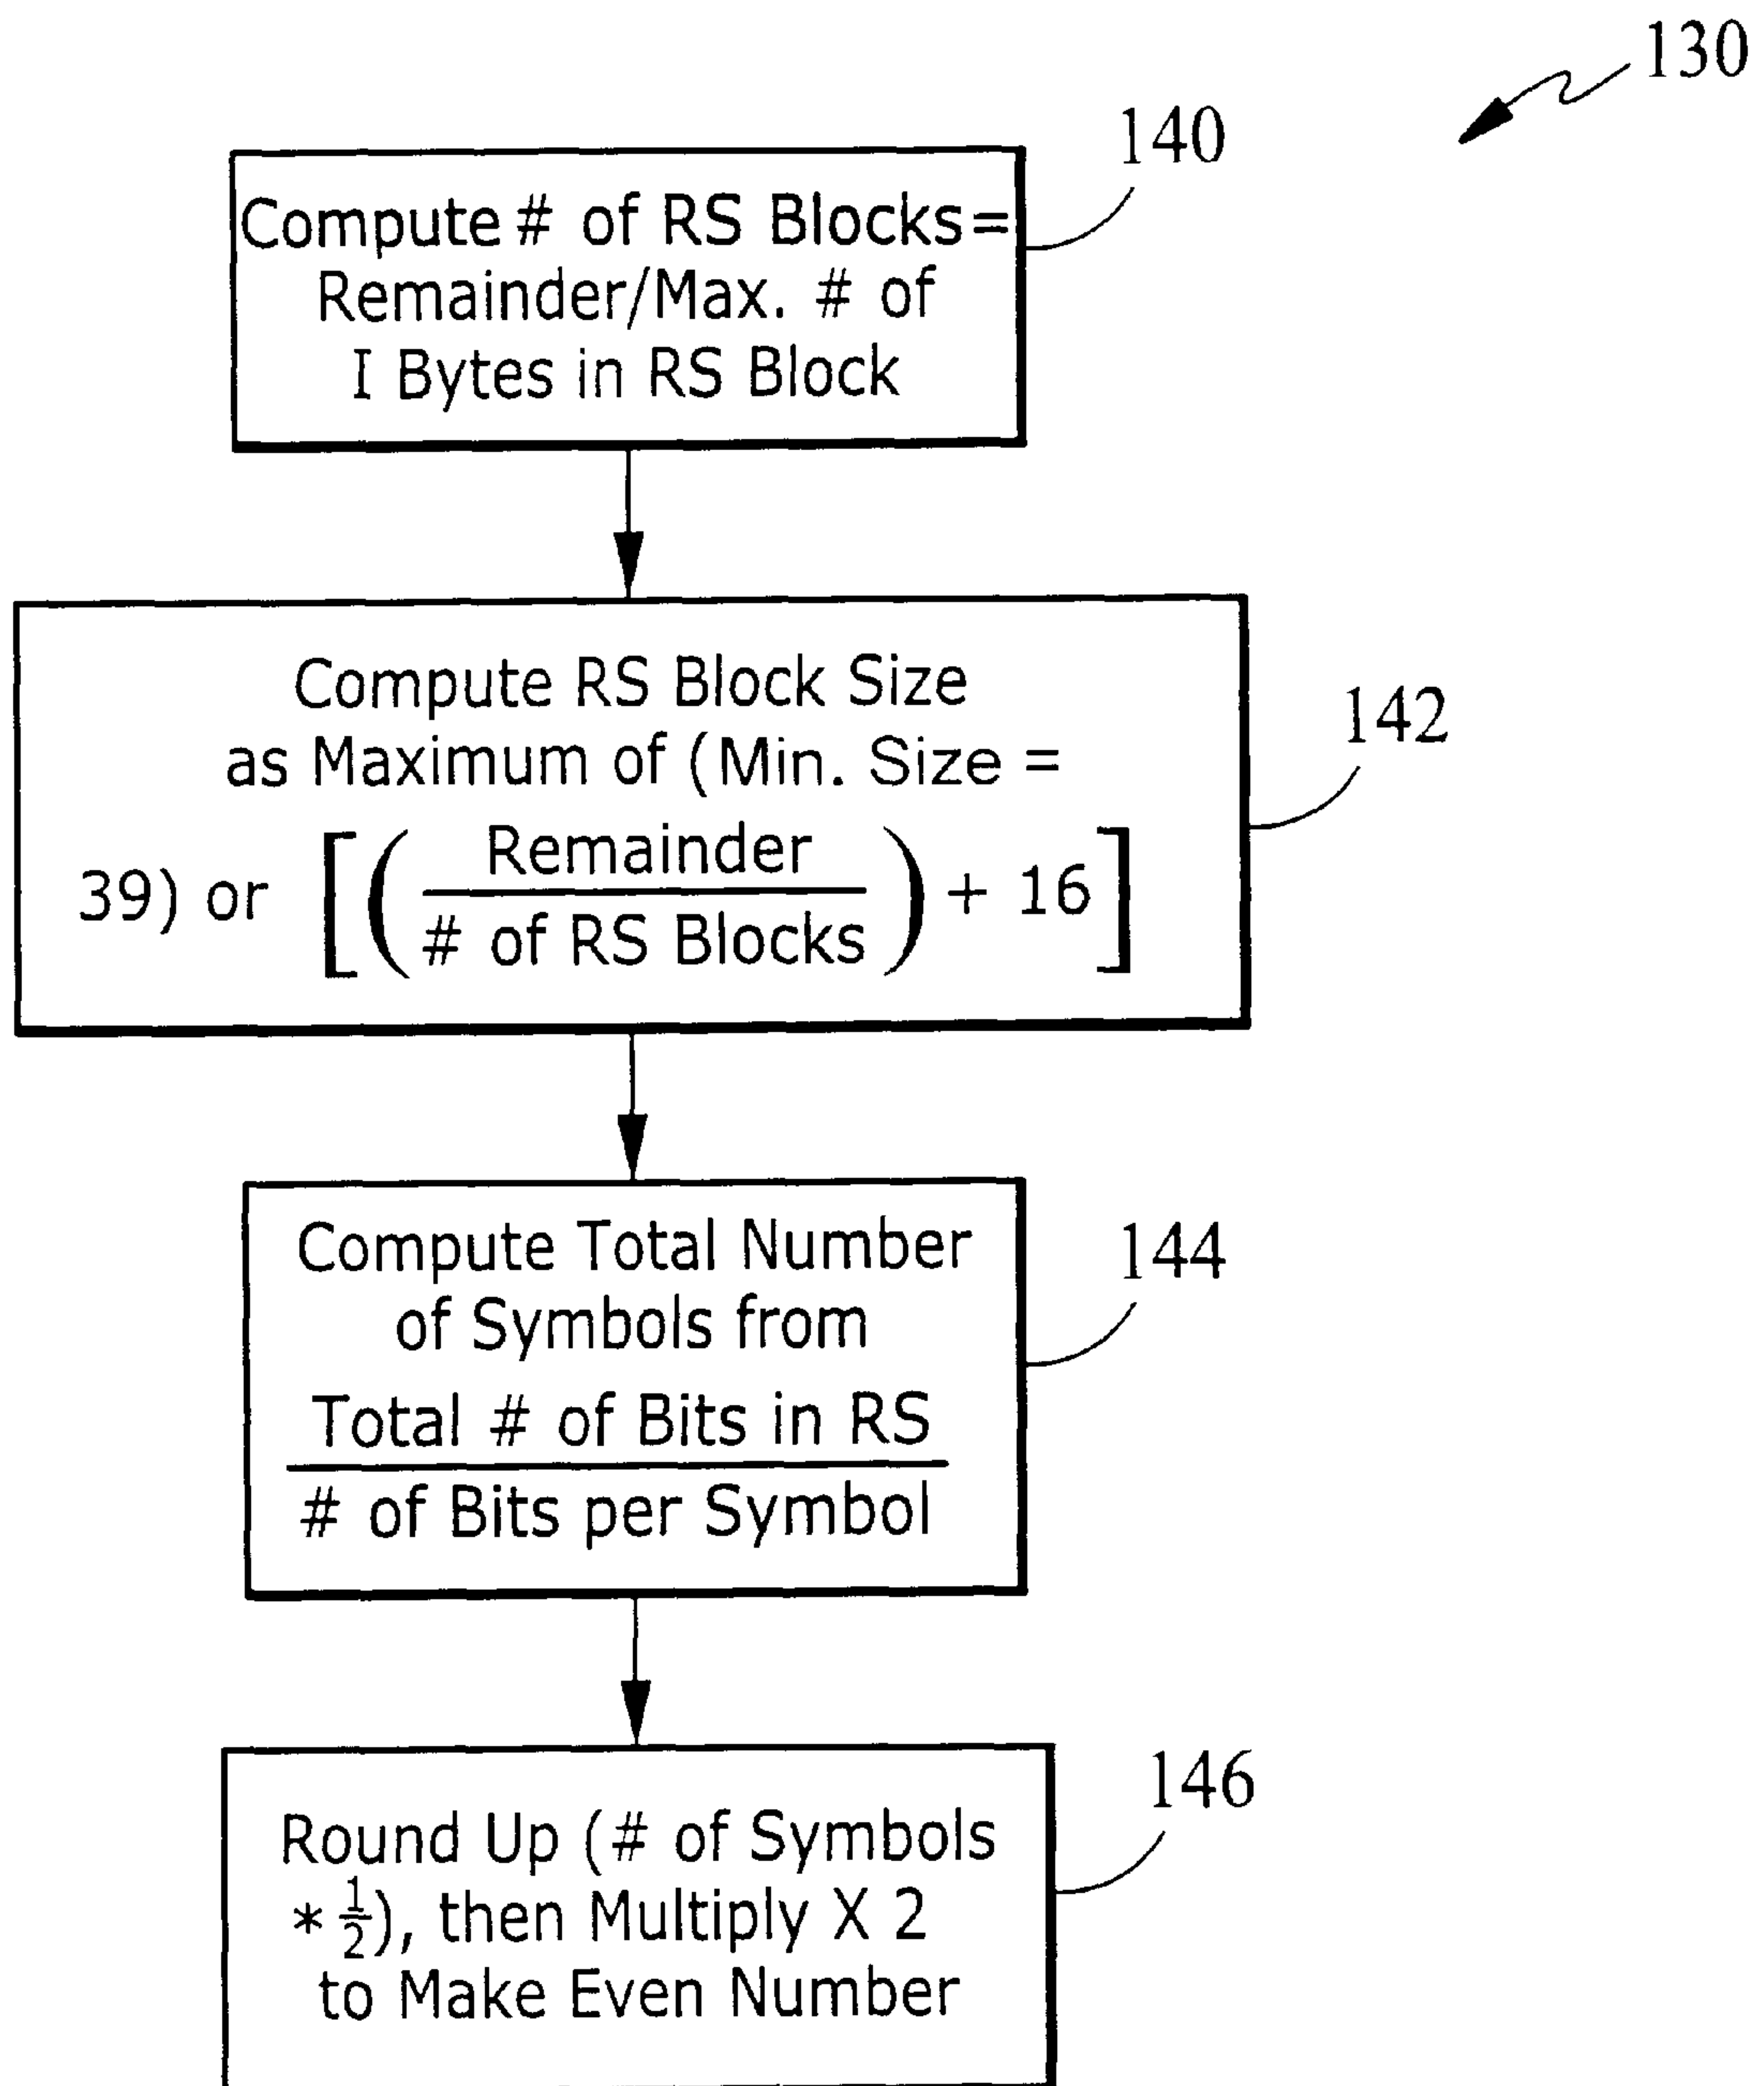 130
140
Compute # of RS Blocks=
Remainder/Max. # of
I Bytes in RS Block
142
Compute RS Block Size
as Maximum of (Min. Size =
39) or [( Remainder / # of RS Blocks ) + 16]
144
Compute Total Number
of Symbols from
Total # of Bits in RS
# of Bits per Symbol
146
Round Up (# of Symbols
* 1/2), then Multiply X 2
to Make Even Number